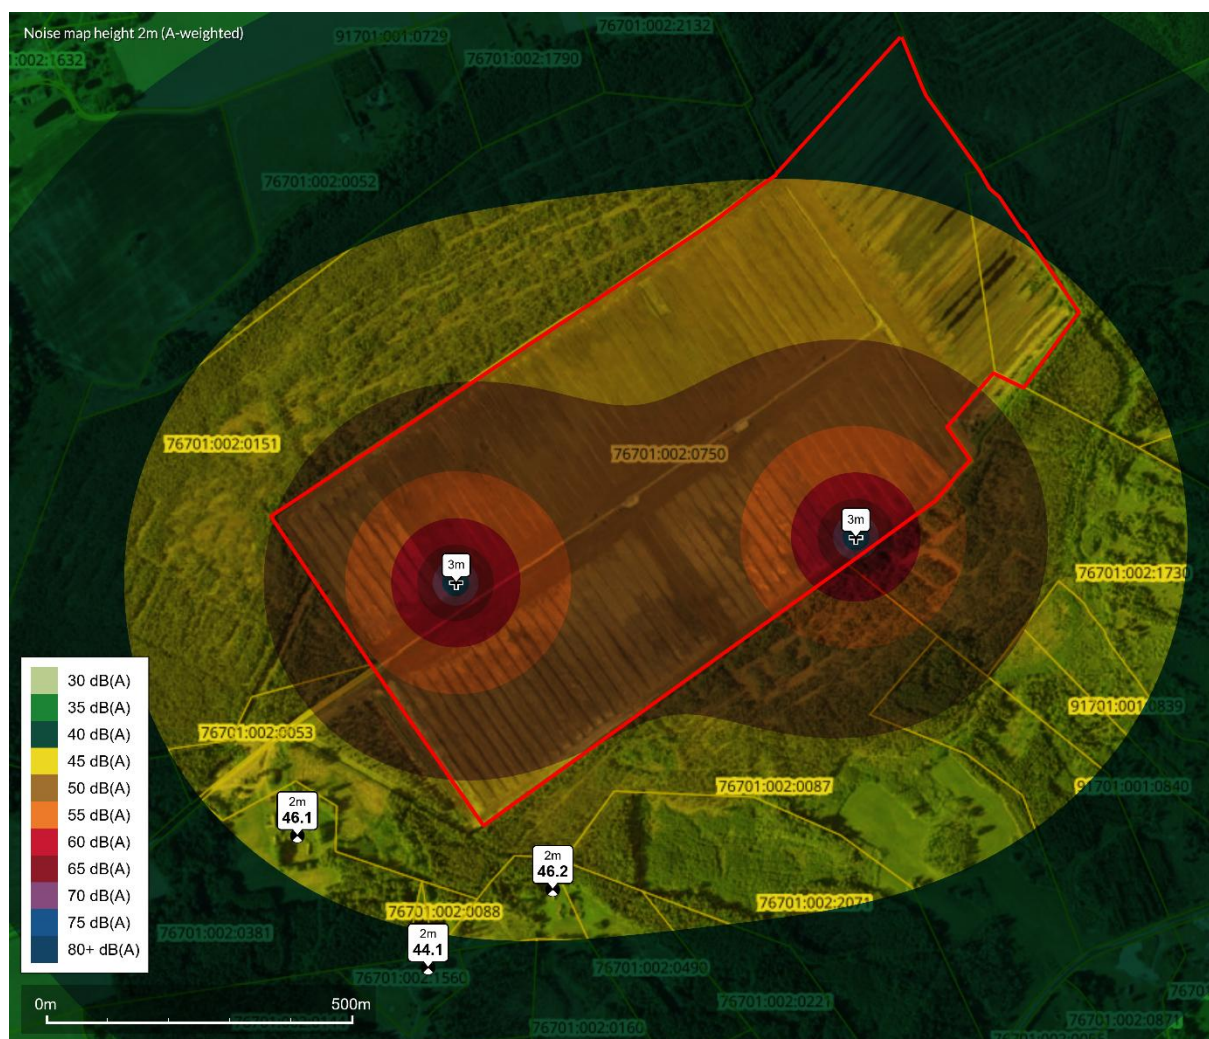 Noise map height 2m (A-weighted)
91701:001:0729
76701:002:2132
:002:1632
76701:002:1790
76701:002:0052
76701:002:0151
76701:002:0750
3m
3m
76701:002:1730
91701:001:0839
76701:002:0053
91701:001:0840
76701:002:0087
2m
46.1
2m
46.2
76701:002:0088
76701:002:2071
76701:002:0381
2m
44.1
76701:002:1560
76701:002:0490
76701:002:0221
76701:002:0871
76701:002:0160
30 dB(A)
35 dB(A)
40 dB(A)
45 dB(A)
50 dB(A)
55 dB(A)
60 dB(A)
65 dB(A)
70 dB(A)
75 dB(A)
80+ dB(A)
0m
500m